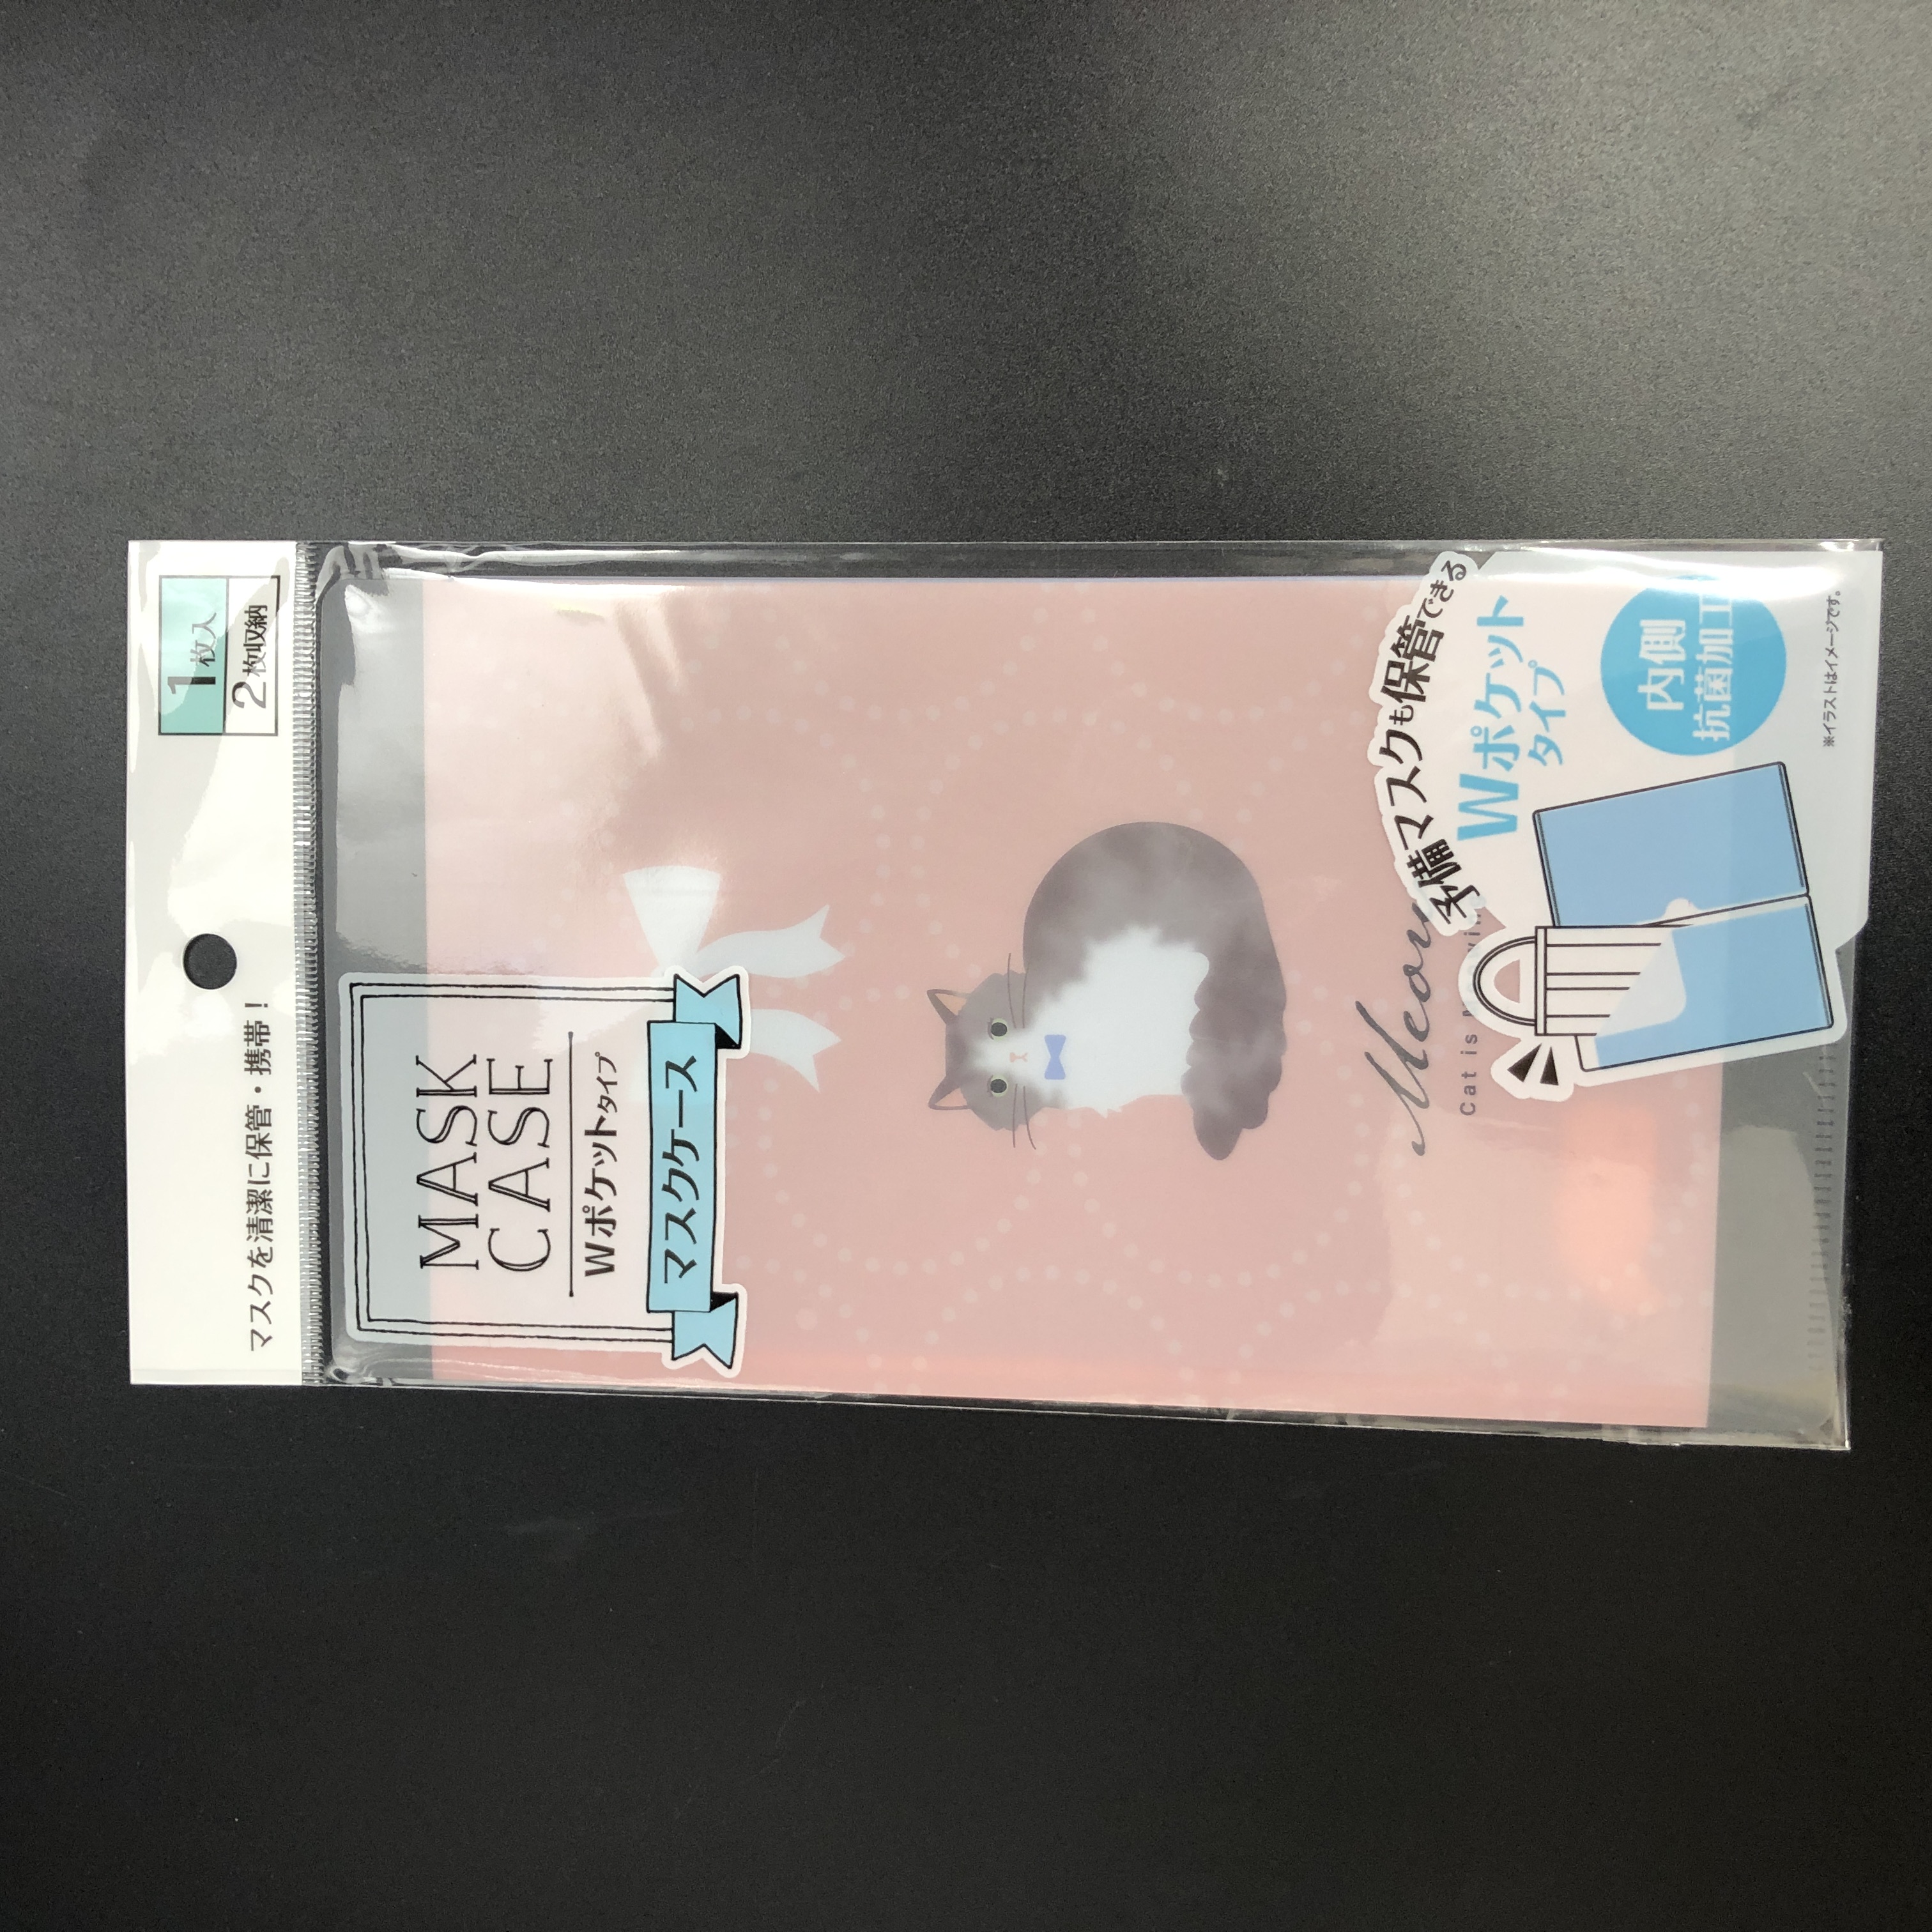 マスクを清潔に保管・携帯！
1枚入
2枚収納
MASK
CASE
Wポケットタイプ
マスクケース
Meow
Cat is
予備マスクも保管できる
Wポケット
タイプ
内側
抗菌加工
※イラストはイメージです。